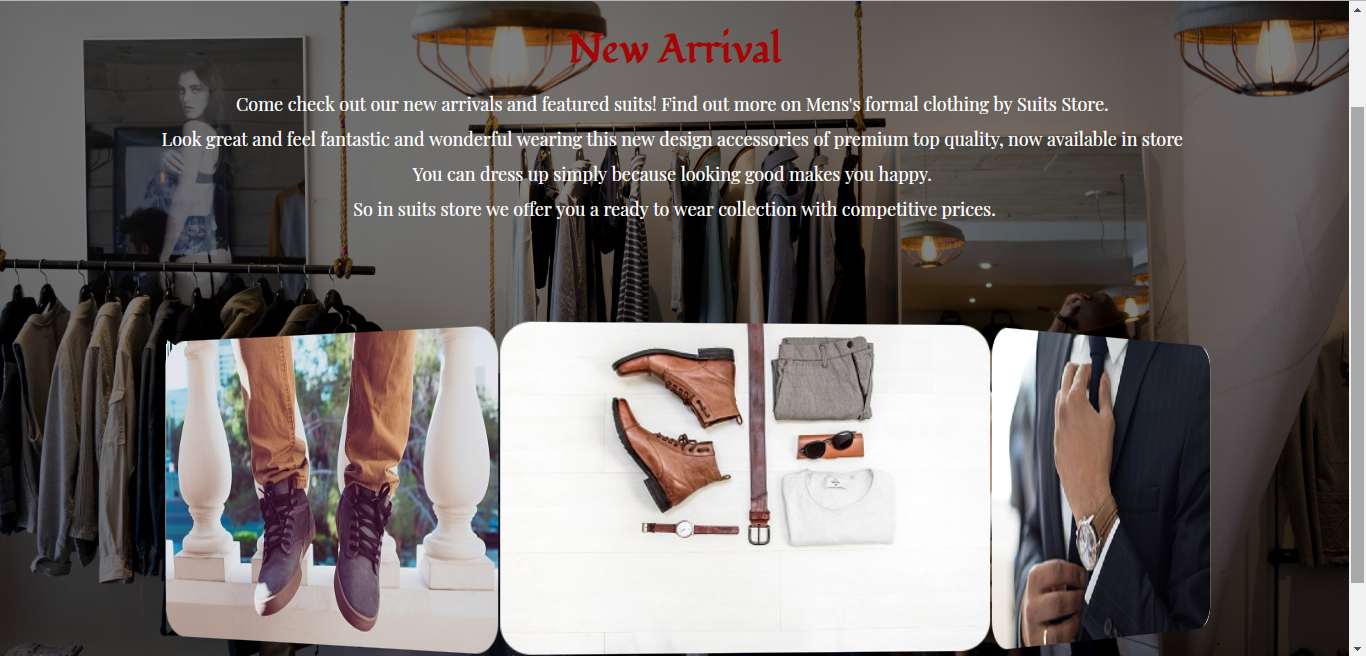 New Arrival
Come check out our new arrivals and featured suits! Find out more on Mens's formal clothing by Suits Store.
Look great and feel fantastic and wonderful wearing this new design accessories of premium top quality, now available in store
You can dress up simply because looking good makes you happy.
So in suits store we offer you a ready to wear collection with competitive prices.